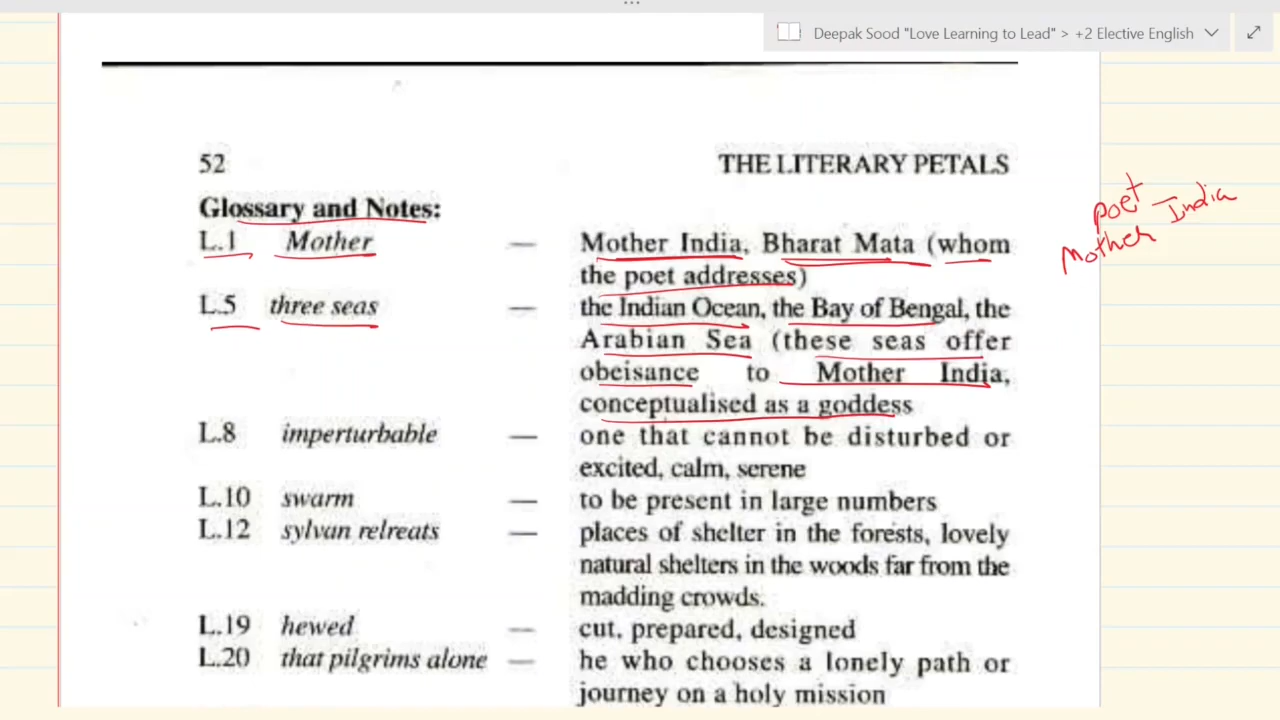 Deepak Sood "Love Learning to Lead" > +2 Elective English
52 THE LITERARY PETALS
Glossary and Notes:
L.1 Mother — Mother India, Bharat Mata (whom
the poet addresses)
L.5 three seas — the Indian Ocean, the Bay of Bengal, the
Arabian Sea (these seas offer
obeisance to Mother India,
conceptualised as a goddess
L.8 imperturbable — one that cannot be disturbed or
excited, calm, serene
L.10 swarm — to be present in large numbers
L.12 sylvan relreats — places of shelter in the forests, lovely
natural shelters in the woods far from the
madding crowds.
L.19 hewed — cut, prepared, designed
L.20 that pilgrims alone — he who chooses a lonely path or
journey on a holy mission
poet
Mother India